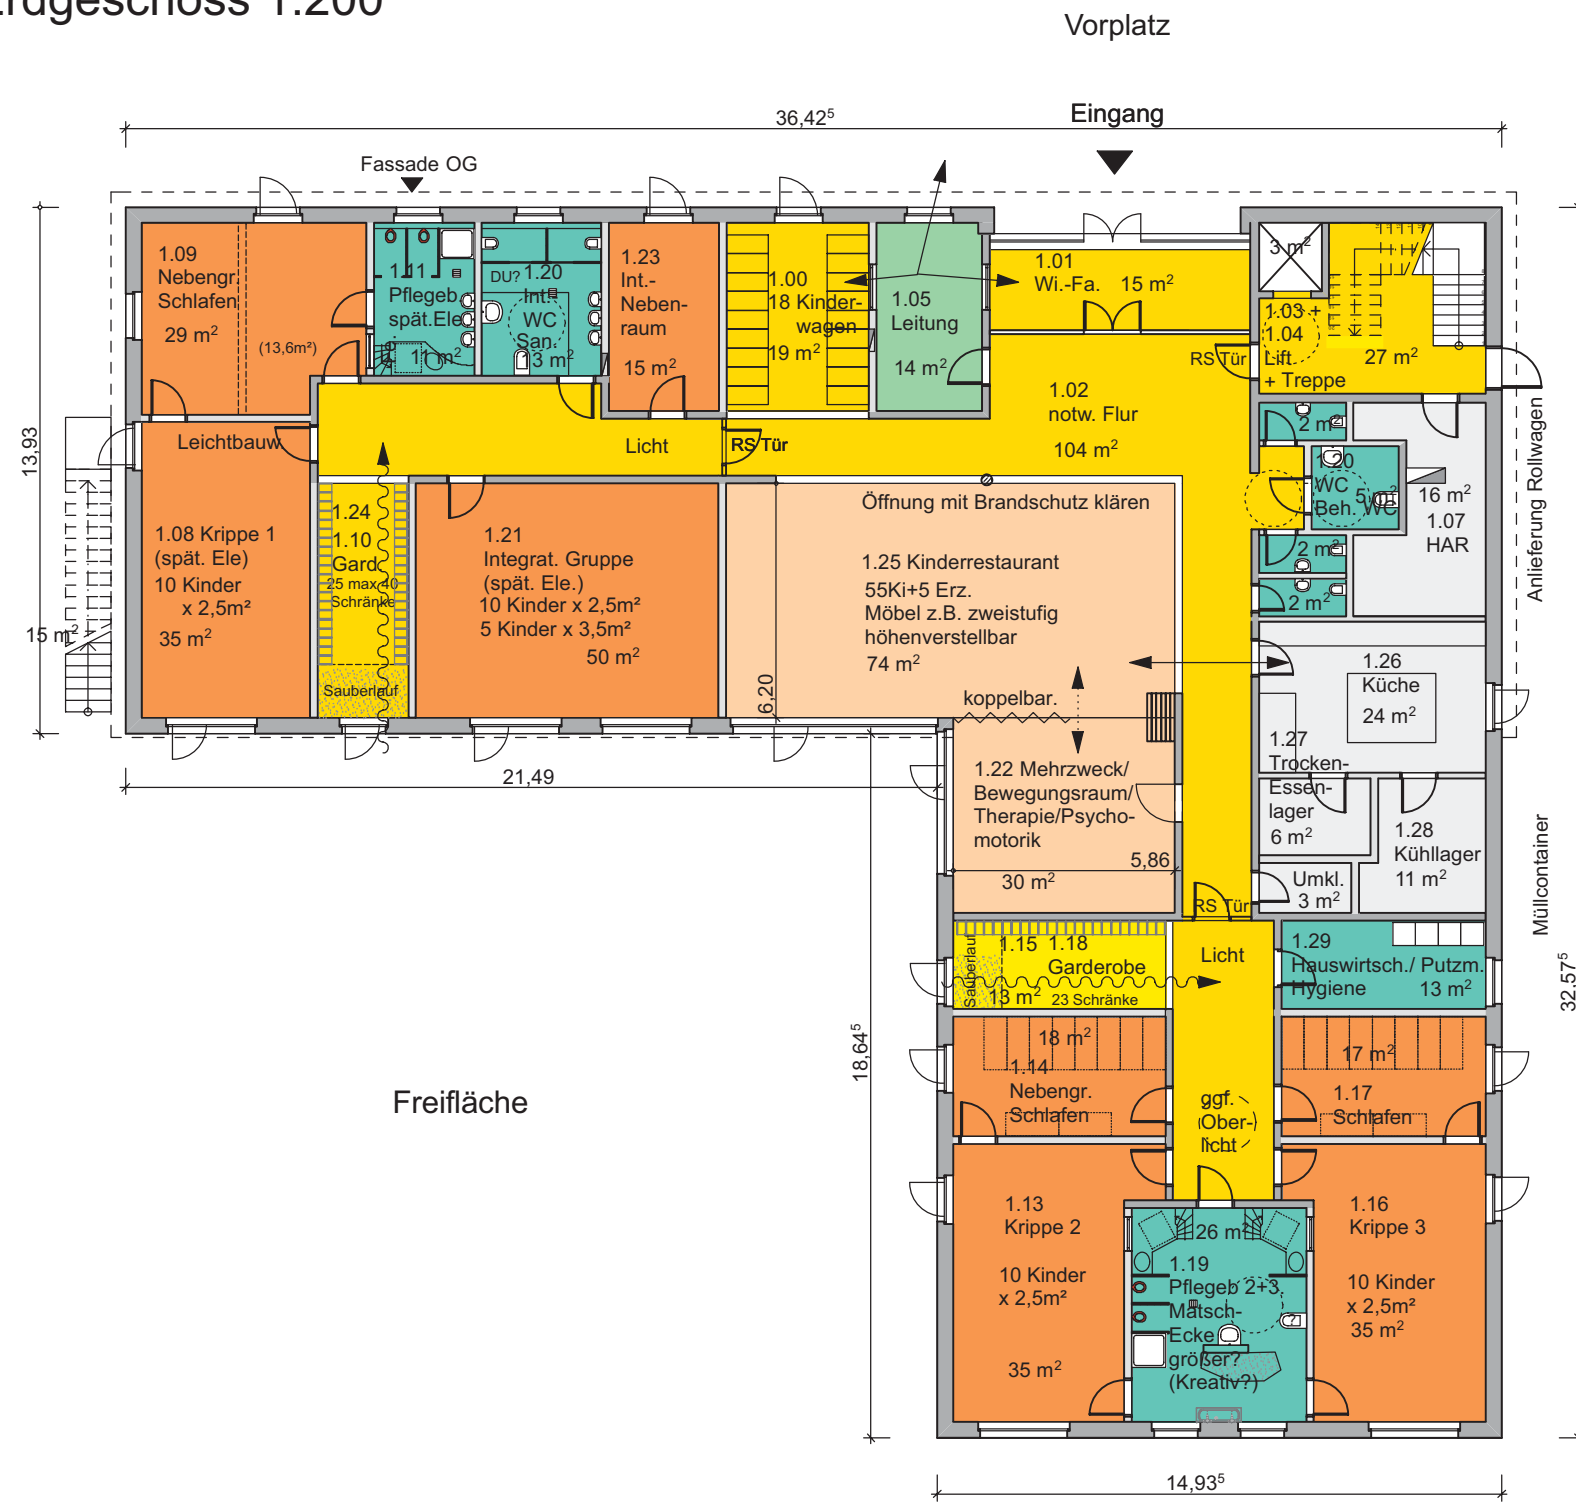 Erdgeschoss 1:200
Vorplatz
Eingang
36,42⁵
Fassade OG
1.09
Nebengr.
Schlafen
29 m²
(13,6m²)
1.11
Pflegeb.
spät.Ele
11 m²
DU? 1.20
Int.
WC
San.
13 m²
1.23
Int.-
Neben-
raum
15 m²
1.00
18 Kinder-
wagen
19 m²
1.05
Leitung
14 m²
1.01
Wi.-Fa. 15 m²
3 m²
1.03 +
1.04
Lift
+ Treppe
27 m²
RS Tür
1.02
notw. Flur
104 m²
Leichtbauw.
Licht
RS Tür
2 m²
1.20
WC
Beh. WC
5 m²
2 m²
2 m²
16 m²
1.07
HAR
Anlieferung Rollwagen
13,93
15 m²
1.08 Krippe 1
(spät. Ele)
10 Kinder
x 2,5m²
35 m²
1.24
1.10
Gard.
25 max.40
Schränke
Sauberlauf
1.21
Integrat. Gruppe
(spät. Ele.)
10 Kinder x 2,5m²
5 Kinder x 3,5m²
50 m²
Öffnung mit Brandschutz klären
1.25 Kinderrestaurant
55Ki+5 Erz.
Möbel z.B. zweistufig
höhenverstellbar
74 m²
6,20
koppelbar.
1.26
Küche
24 m²
1.27
Trocken-
Essen-
lager
6 m²
1.28
Kühllager
11 m²
Umkl.
3 m²
Müllcontainer
21,49
1.22 Mehrzweck/
Bewegungsraum/
Therapie/Psycho-
motorik
5,86
30 m²
RS Tür
Sauberlauf
1.15 1.18
Garderobe
13 m² 23 Schränke
Licht
1.29
Hauswirtsch./ Putzm.
Hygiene 13 m²
32,57⁵
18,64⁵
Freifläche
18 m²
1.14
Nebengr.
Schlafen
ggf.
Ober-
licht
17 m²
1.17
Schlafen
1.13
Krippe 2
10 Kinder
x 2,5m²
35 m²
26 m²
1.19
Pflegeb 2+3.
Matsch-
Ecke
größer?
(Kreativ?)
?
1.16
Krippe 3
10 Kinder
x 2,5m²
35 m²
14,93⁵